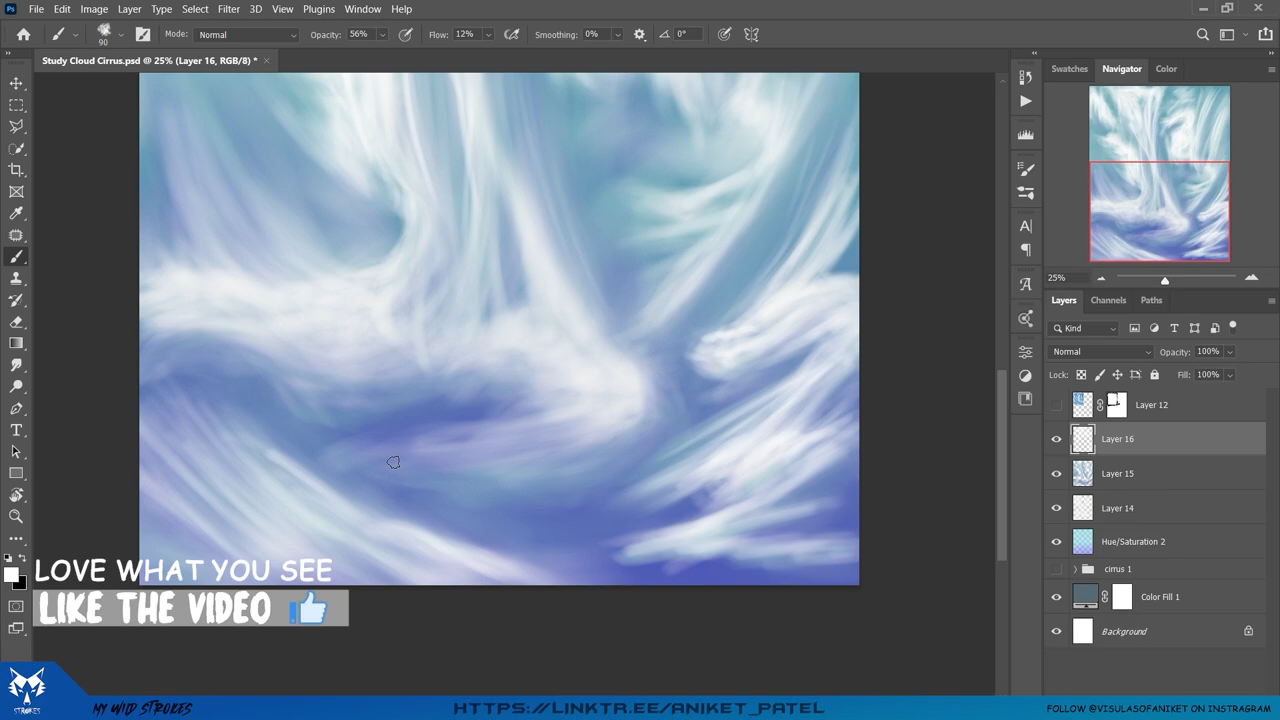 Ps File Edit Image Layer Type Select Filter 3D View Plugins Window Help
90 Mode: Normal Opacity: 56% Flow: 12% Smoothing: 0% 0°
Study Cloud Cirrus.psd @ 25% (Layer 16, RGB/8) *
Swatches Navigator Color
25%
Layers Channels Paths
Kind
Normal Opacity: 100%
Lock: Fill: 100%
Layer 12
Layer 16
Layer 15
Layer 14
Hue/Saturation 2
cirrus 1
Color Fill 1
Background
LOVE WHAT YOU SEE
LIKE THE VIDEO
STROKES
MY WILD STROKES
HTTPS://LINKTR.EE/ANIKET_PATEL
FOLLOW @VISULASOFANIKET ON INSTRAGRAM